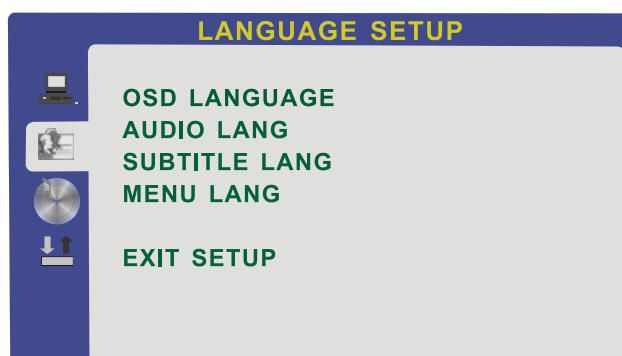 LANGUAGE SETUP
OSD LANGUAGE
AUDIO LANG
SUBTITLE LANG
MENU LANG
EXIT SETUP